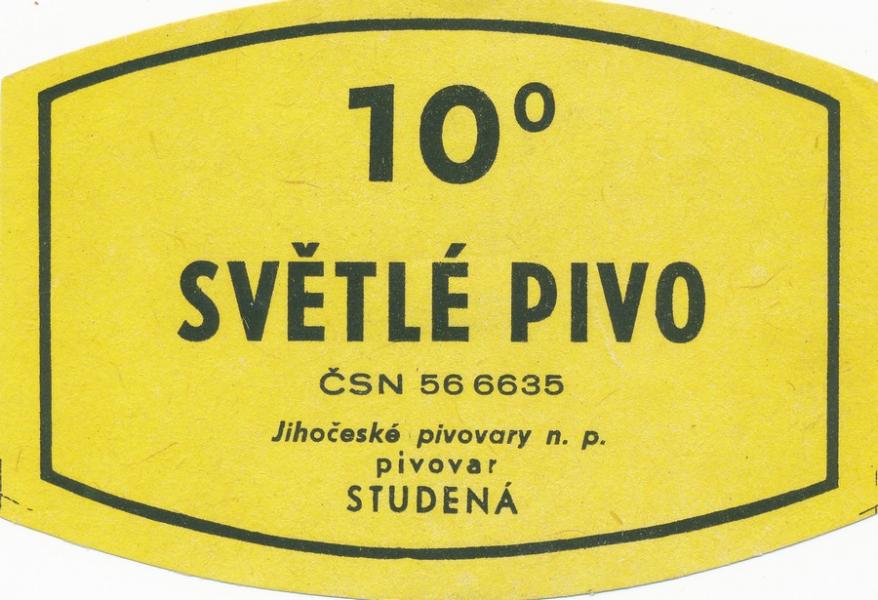 10°
SVĚTLÉ PIVO
ČSN 56 6635
Jihočeské pivovary n. p.
pivovar
STUDENÁ